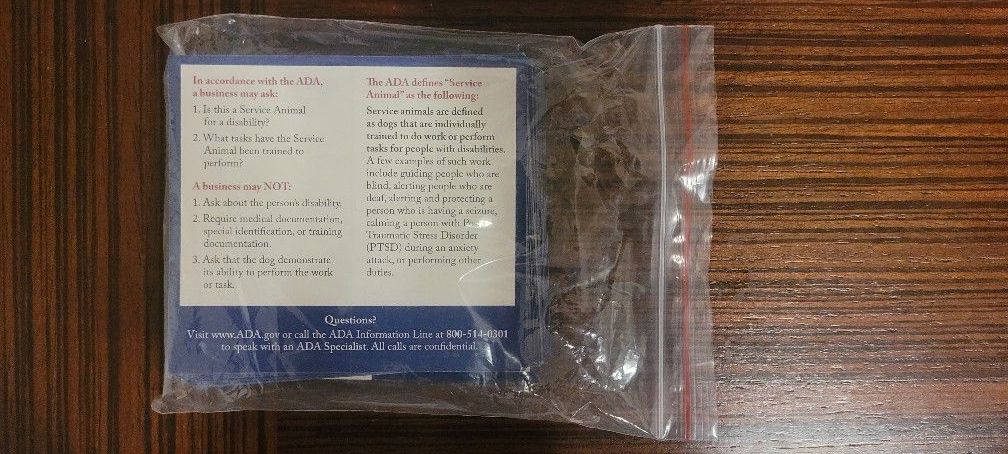 In accordance with the ADA,
a business may ask:
1. Is this a Service Animal
for a disability?
2. What tasks have the Service
Animal been trained to
perform?
A business may NOT:
1. Ask about the person's disability.
2. Require medical documentation,
special identification, or training
documentation.
3. Ask that the dog demonstrate
its ability to perform the work
or task.
The ADA defines "Service
Animal" as the following:
Service animals are defined
as dogs that are individually
trained to do work or perform
tasks for people with disabilities.
A few examples of such work
include guiding people who are
blind, alerting people who are
deaf, alerting and protecting a
person who is having a seizure,
calming a person with Post
Traumatic Stress Disorder
(PTSD) during an anxiety
attack, or performing other
duties.
Questions?
Visit www.ADA.gov or call the ADA Information Line at 800-514-0301
to speak with an ADA Specialist. All calls are confidential.